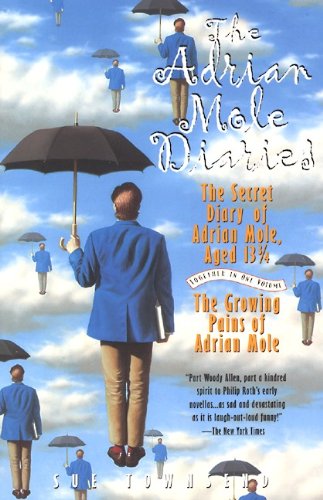 The
Adrian
Mole
Diaries
The Secret
Diary of
Adrian Mole,
Aged 13¾
TOGETHER IN ONE VOLUME
The Growing
Pains of
Adrian Mole
"Part Woody Allen, part a kindred
spirit to Philip Roth's early
novellas...as sad and devastating
as it is laugh-out-loud funny!"
—The New York Times
SUE TOWNSEND